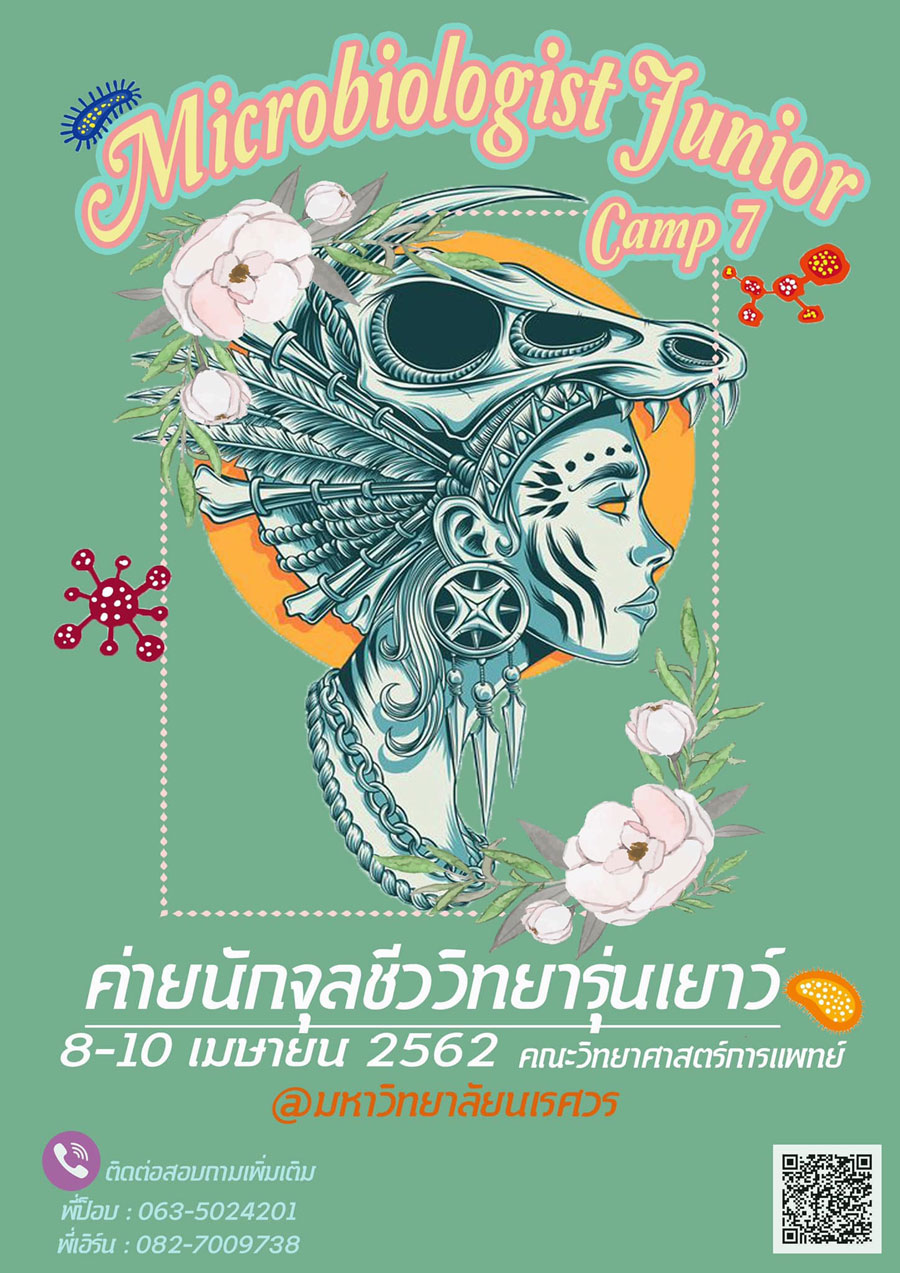 Microbiologist Junior
Camp 7
ค่ายนักจุลชีววิทยารุ่นเยาว์
8-10 เมษายน 2562 คณะวิทยาศาสตร์การแพทย์
@มหาวิทยาลัยนเรศวร
ติดต่อสอบถามเพิ่มเติม
พี่ป๊อบ : 063-5024201
พี่เอิร์น : 082-7009738